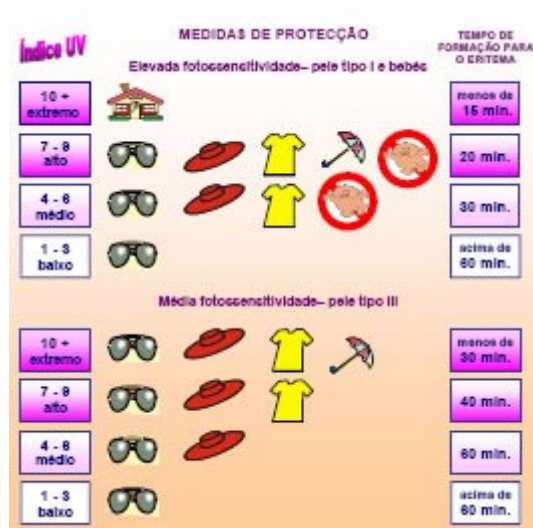 Índice UV
MEDIDAS DE PROTECÇÃO
TEMPO DE
FORMAÇÃO PARA
O ERITEMA
Elevada fotossensitividade– pele tipo I e bebés
10 +
extremo
menos de
15 min.
7 - 9
alto
20 min.
4 - 6
médio
30 min.
1 - 3
baixo
acima de
60 min.
Média fotossensitividade– pele tipo III
10 +
extremo
menos de
30 min.
7 - 9
alto
40 min.
4 - 6
médio
60 min.
1 - 3
baixo
acima de
60 min.